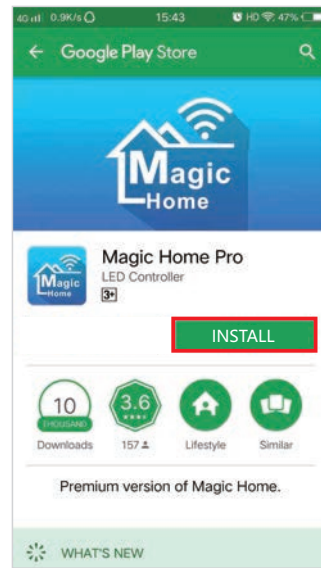 4G 0.9K/s 15:43 HD 47%
Google Play Store
Magic
Home
Magic
Home
Magic Home Pro
LED Controller
3+
INSTALL
10
THOUSAND
3.6
Downloads 157 Lifestyle Similar
Premium version of Magic Home.
WHAT'S NEW